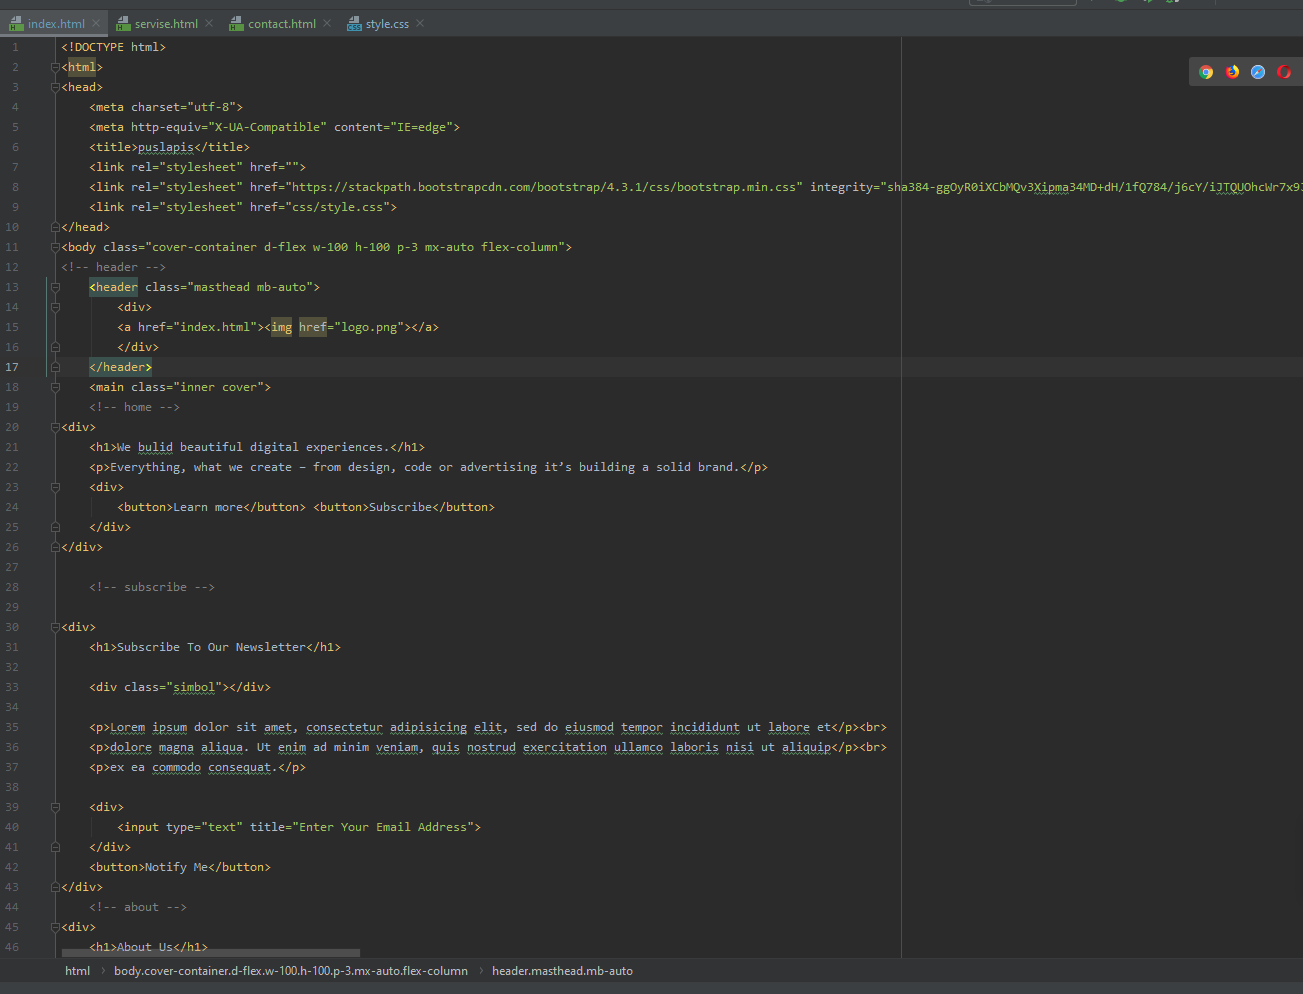 index.html servise.html contact.html style.css
1 <!DOCTYPE html>
2 <html>
3 <head>
4 <meta charset="utf-8">
5 <meta http-equiv="X-UA-Compatible" content="IE=edge">
6 <title>puslapis</title>
7 <link rel="stylesheet" href="">
8 <link rel="stylesheet" href="https://stackpath.bootstrapcdn.com/bootstrap/4.3.1/css/bootstrap.min.css" integrity="sha384-ggOyR0iXCbMQv3Xipma34MD+dH/1fQ784/j6cY/iJTQUOhcWr7x9J
9 <link rel="stylesheet" href="css/style.css">
10 </head>
11 <body class="cover-container d-flex w-100 h-100 p-3 mx-auto flex-column">
12 <!-- header -->
13 <header class="masthead mb-auto">
14 <div>
15 <a href="index.html"><img href="logo.png"></a>
16 </div>
17 </header>
18 <main class="inner cover">
19 <!-- home -->
20 <div>
21 <h1>We bulid beautiful digital experiences.</h1>
22 <p>Everything, what we create – from design, code or advertising it’s building a solid brand.</p>
23 <div>
24 <button>Learn more</button> <button>Subscribe</button>
25 </div>
26 </div>
27
28 <!-- subscribe -->
29
30 <div>
31 <h1>Subscribe To Our Newsletter</h1>
32
33 <div class="simbol"></div>
34
35 <p>Lorem ipsum dolor sit amet, consectetur adipisicing elit, sed do eiusmod tempor incididunt ut labore et</p><br>
36 <p>dolore magna aliqua. Ut enim ad minim veniam, quis nostrud exercitation ullamco laboris nisi ut aliquip</p><br>
37 <p>ex ea commodo consequat.</p>
38
39 <div>
40 <input type="text" title="Enter Your Email Address">
41 </div>
42 <button>Notify Me</button>
43 </div>
44 <!-- about -->
45 <div>
46 <h1>About Us</h1>
html › body.cover-container.d-flex.w-100.h-100.p-3.mx-auto.flex-column › header.masthead.mb-auto